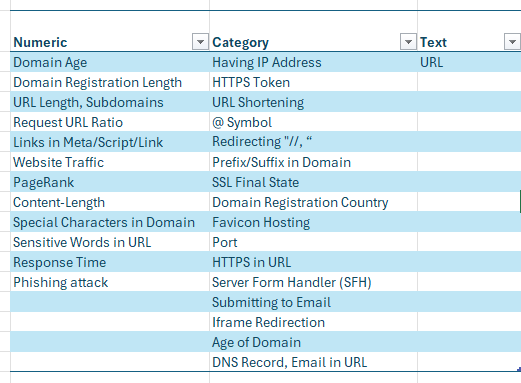 Numeric Category Text
Domain Age Having IP Address URL
Domain Registration Length HTTPS Token
URL Length, Subdomains URL Shortening
Request URL Ratio @ Symbol
Links in Meta/Script/Link Redirecting "//, “
Website Traffic Prefix/Suffix in Domain
PageRank SSL Final State
Content-Length Domain Registration Country
Special Characters in Domain Favicon Hosting
Sensitive Words in URL Port
Response Time HTTPS in URL
Phishing attack Server Form Handler (SFH)
Submitting to Email
Iframe Redirection
Age of Domain
DNS Record, Email in URL